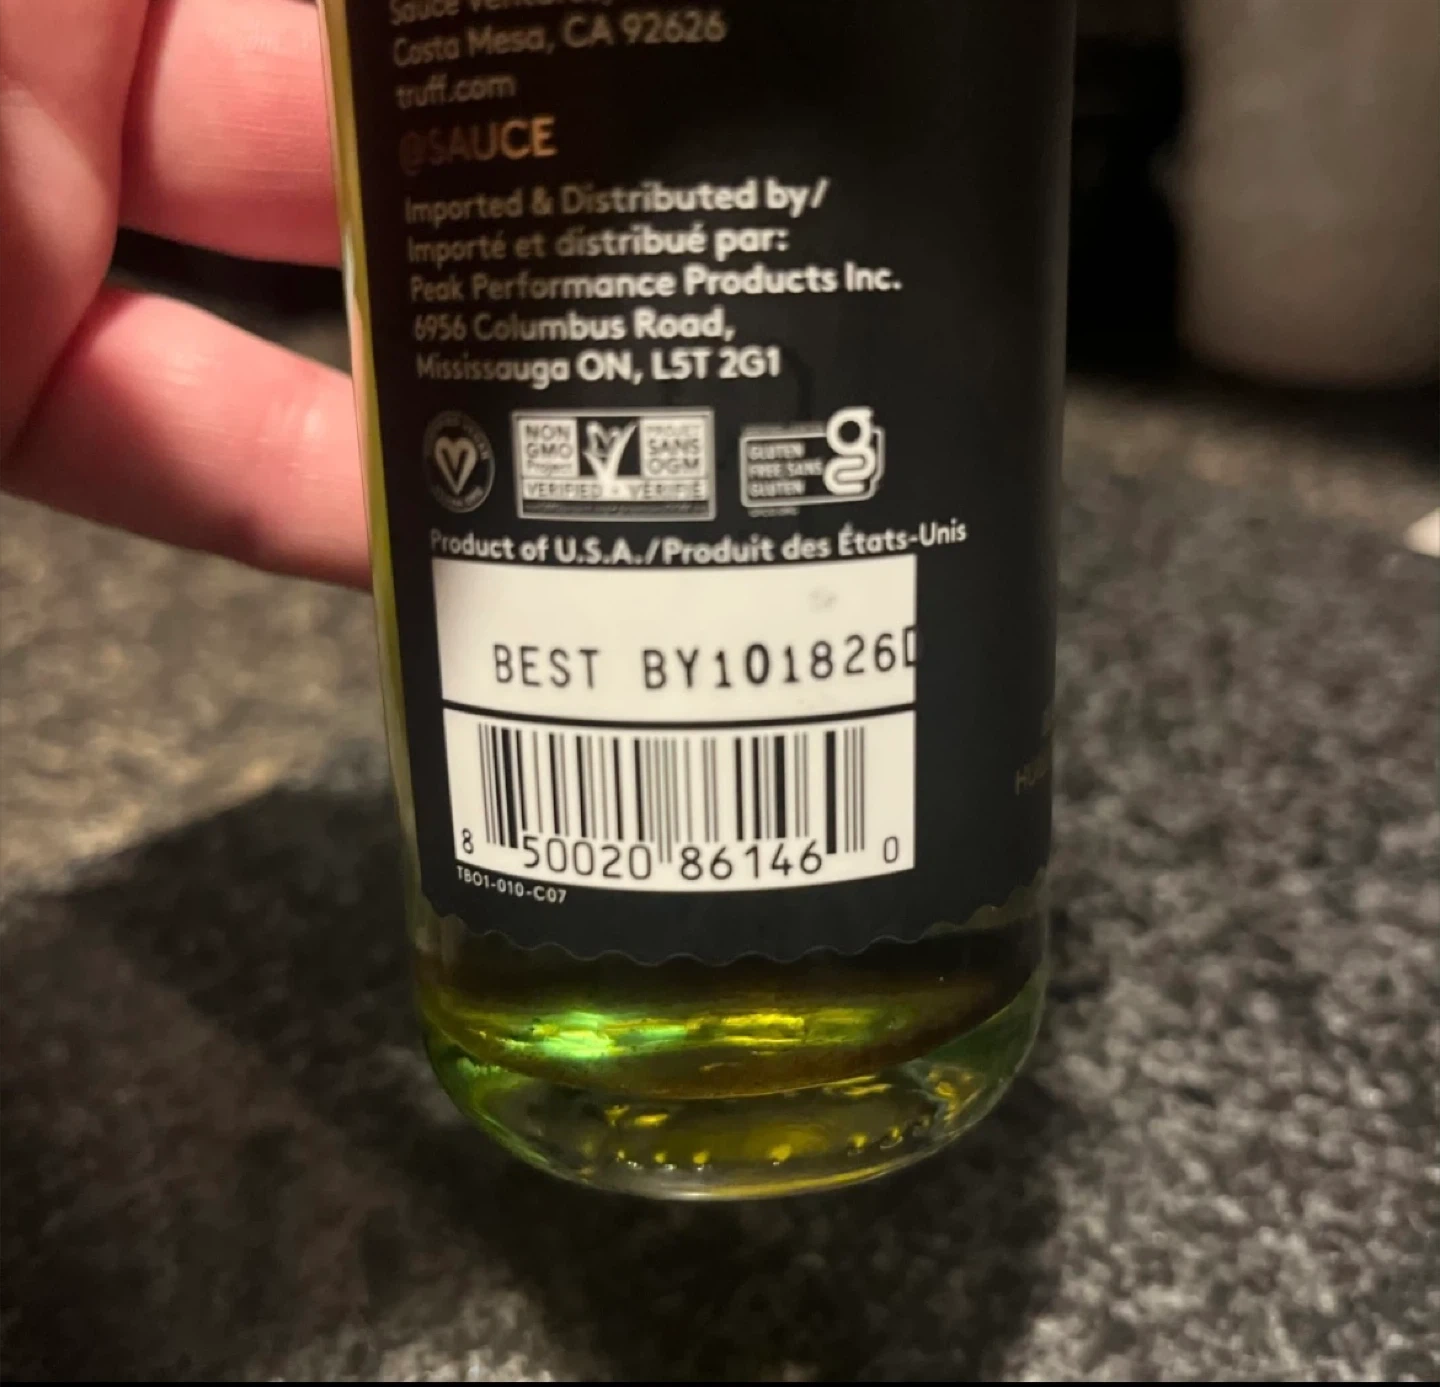 Sauce
Costa Mesa, CA 92626
truff.com
@SAUCE
Imported & Distributed by/
Importé et distribué par:
Peak Performance Products Inc.
6956 Columbus Road,
Mississauga ON, L5T 2G1
NON
GMO
Project
VERIFIED
PROJET
SANS
OGM
VÉRIFIÉ
GLUTEN
FREE SANS
GLUTEN
Product of U.S.A./Produit des États-Unis
BEST BY101826
8 50020 86146 0
TBO1-010-C07